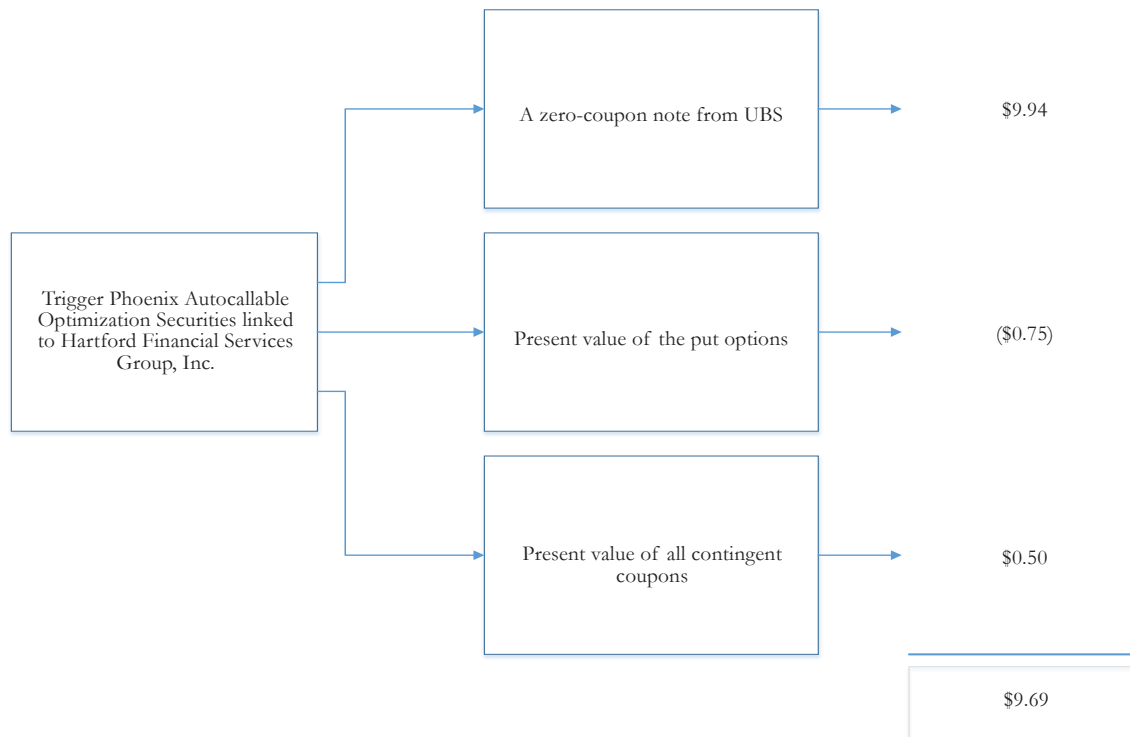 A zero-coupon note from UBS
$9.94
Trigger Phoenix Autocallable
Optimization Securities linked
to Hartford Financial Services
Group, Inc.
Present value of the put options
($0.75)
Present value of all contingent
coupons
$0.50
$9.69